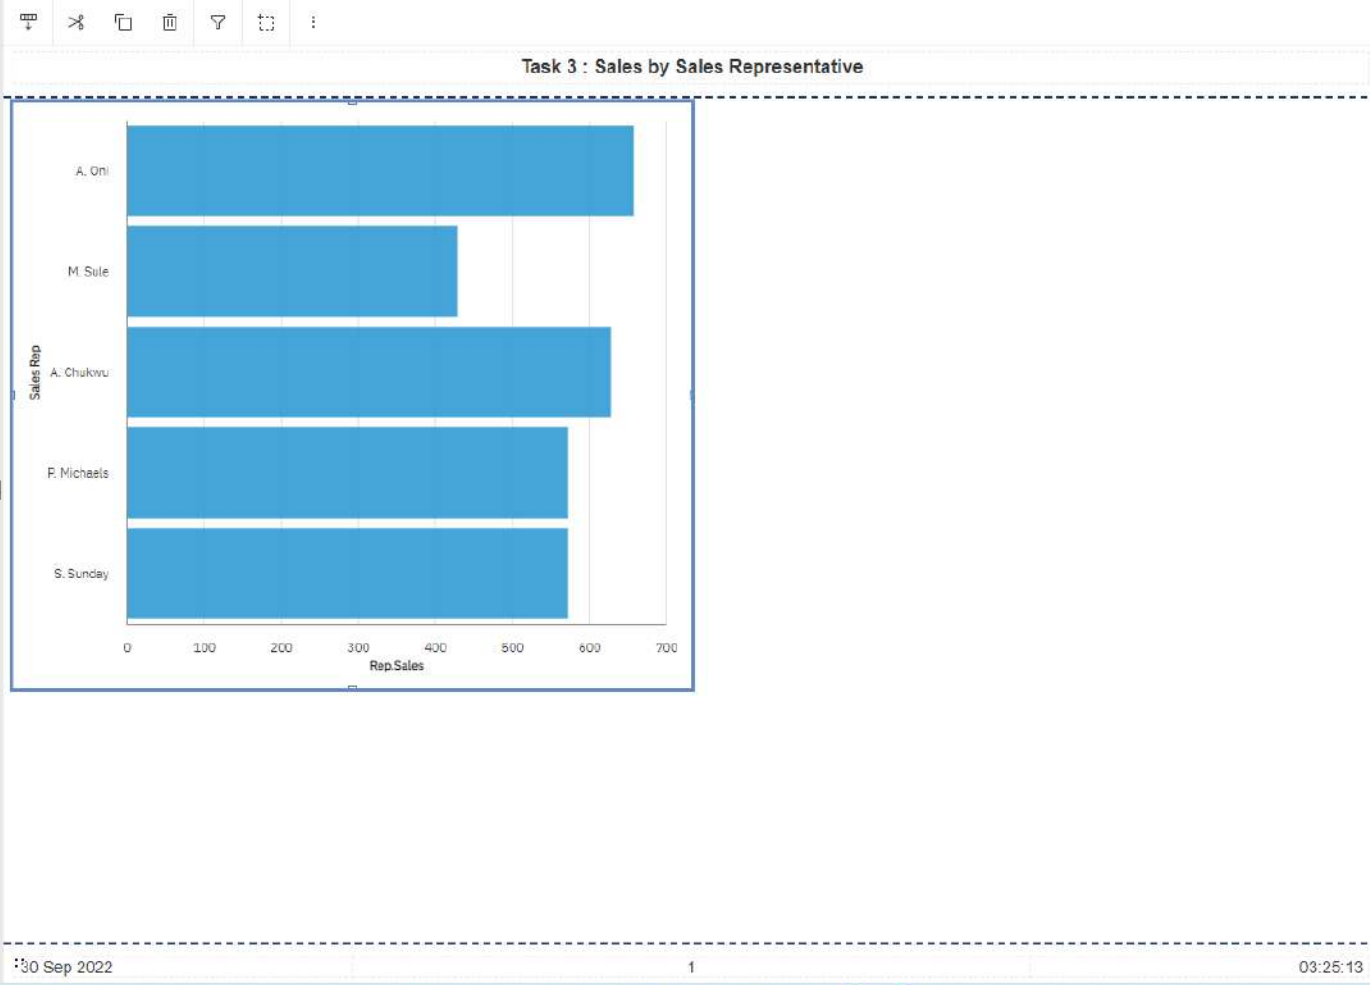 Task 3 : Sales by Sales Representative
A. Oni
M. Sule
A. Chukwu
P. Michaels
S. Sunday
Sales Rep
0 100 200 300 400 500 600 700
Rep.Sales
30 Sep 2022 1 03:25:13